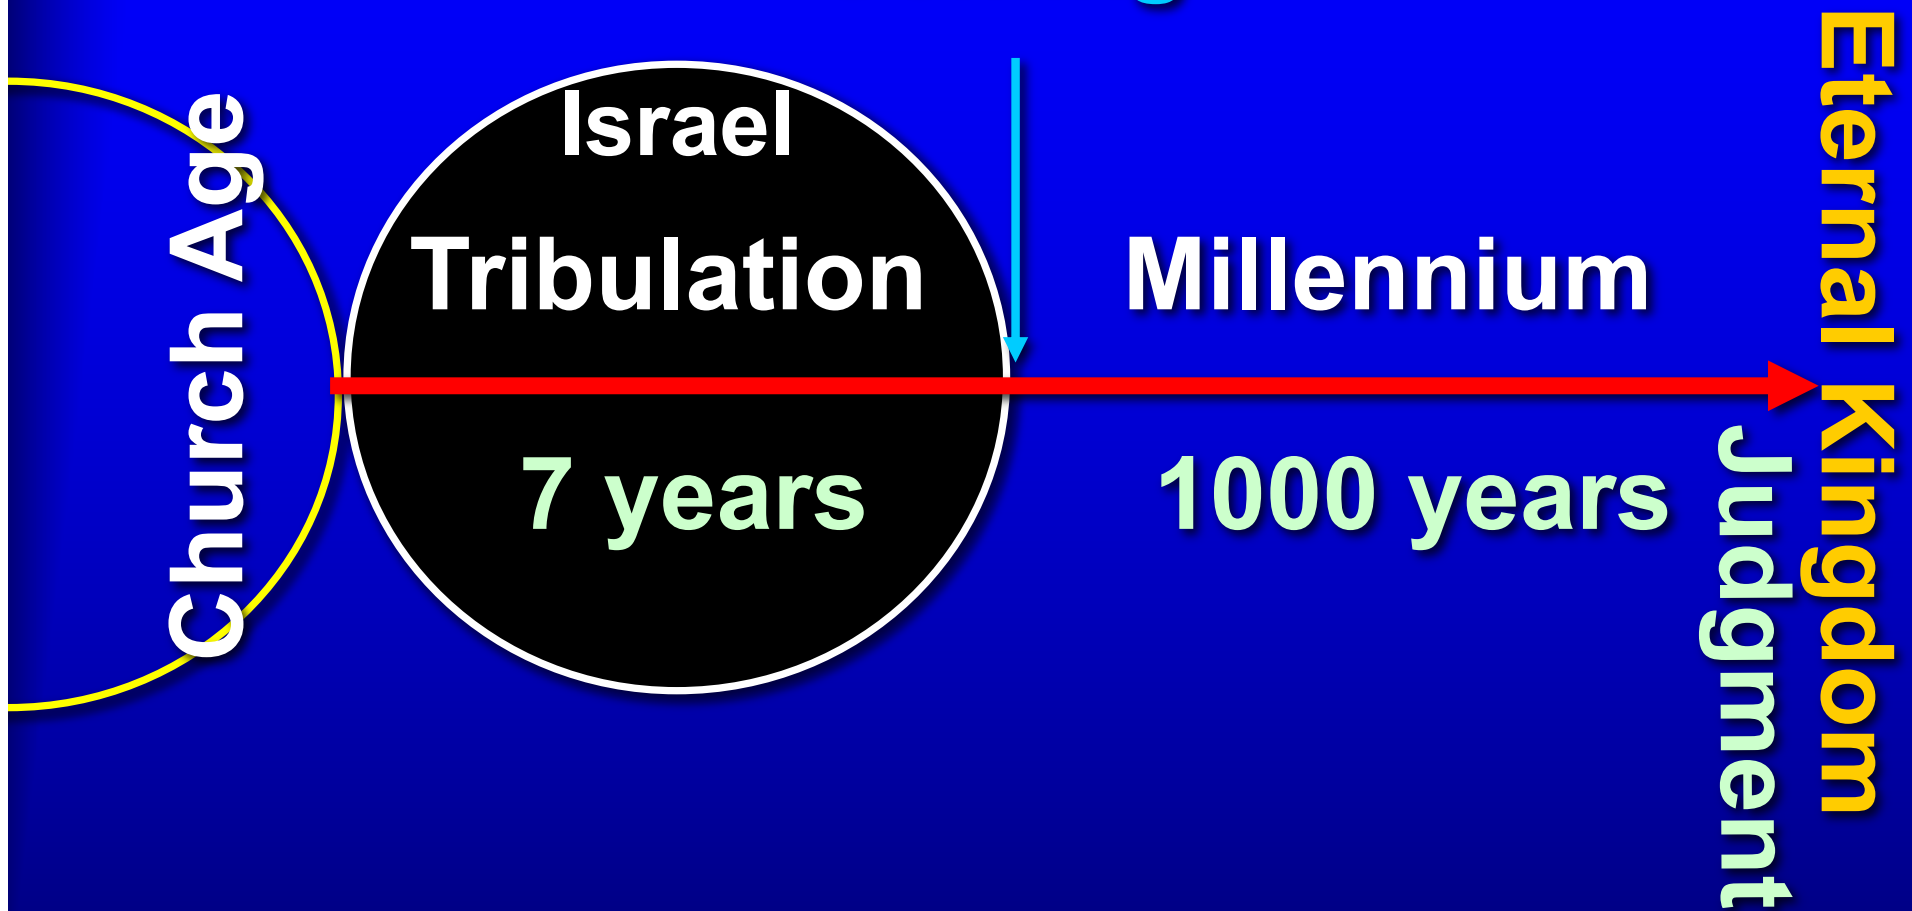 Church Age
Israel
Tribulation
7 years
Millennium
1000 years
Judgment
Eternal Kingdom